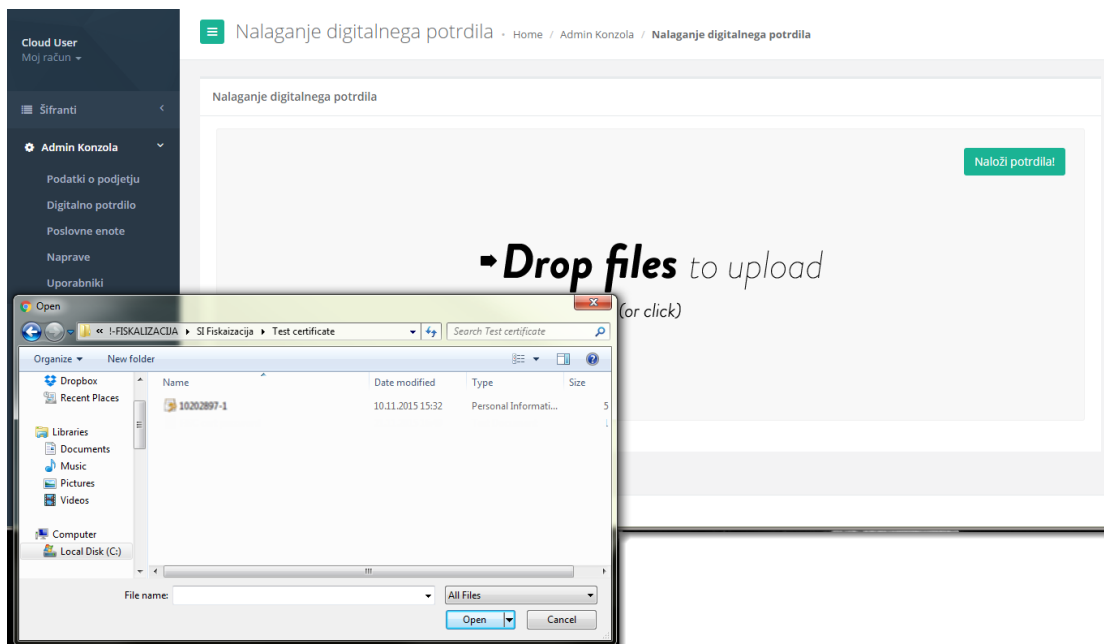 Cloud User
Moj račun
Nalaganje digitalnega potrdila - Home / Admin Konzola / Nalaganje digitalnega potrdila
Šifranti
Admin Konzola
Podatki o podjetju
Digitalno potrdilo
Poslovne enote
Naprave
Uporabniki
Nalaganje digitalnega potrdila
Naloži potrdila!
Drop files to upload
(or click)
Open
« !-FISKALIZACIJA SI Fiskaizacija Test certificate
Search Test certificate
Organize New folder
Dropbox
Recent Places
Libraries
Documents
Music
Pictures
Videos
Computer
Local Disk (C:)
Name Date modified Type Size
10202897-1 10.11.2015 15:32 Personal Informati... 5
File name: All Files
Open Cancel